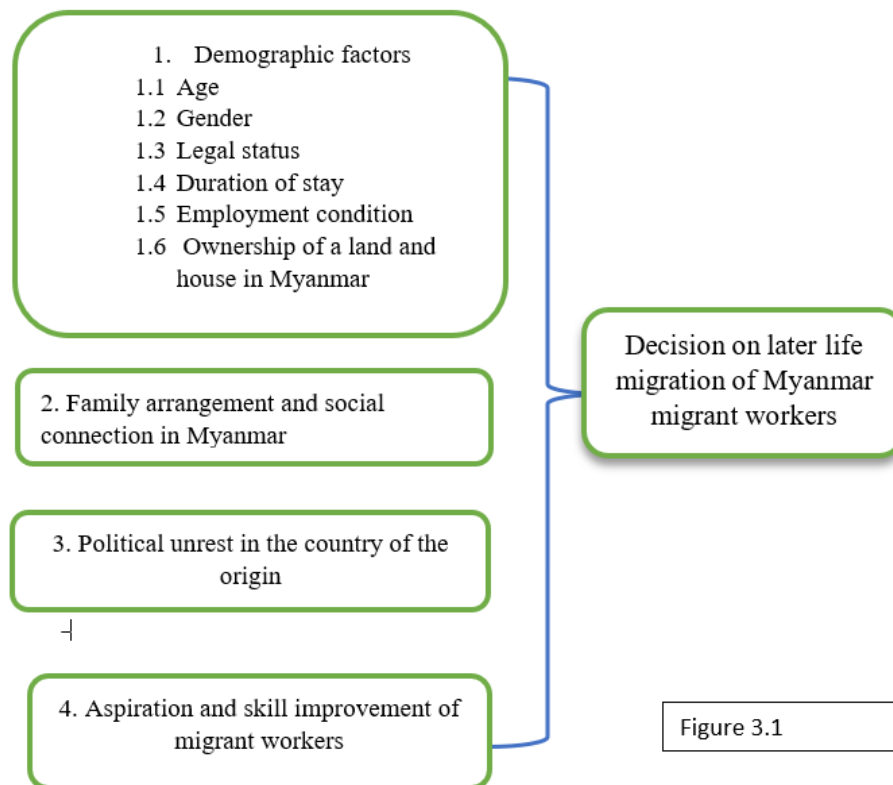 1. Demographic factors
1.1 Age
1.2 Gender
1.3 Legal status
1.4 Duration of stay
1.5 Employment condition
1.6 Ownership of a land and
house in Myanmar
2. Family arrangement and social
connection in Myanmar
3. Political unrest in the country of the
origin
4. Aspiration and skill improvement of
migrant workers
Decision on later life
migration of Myanmar
migrant workers
Figure 3.1